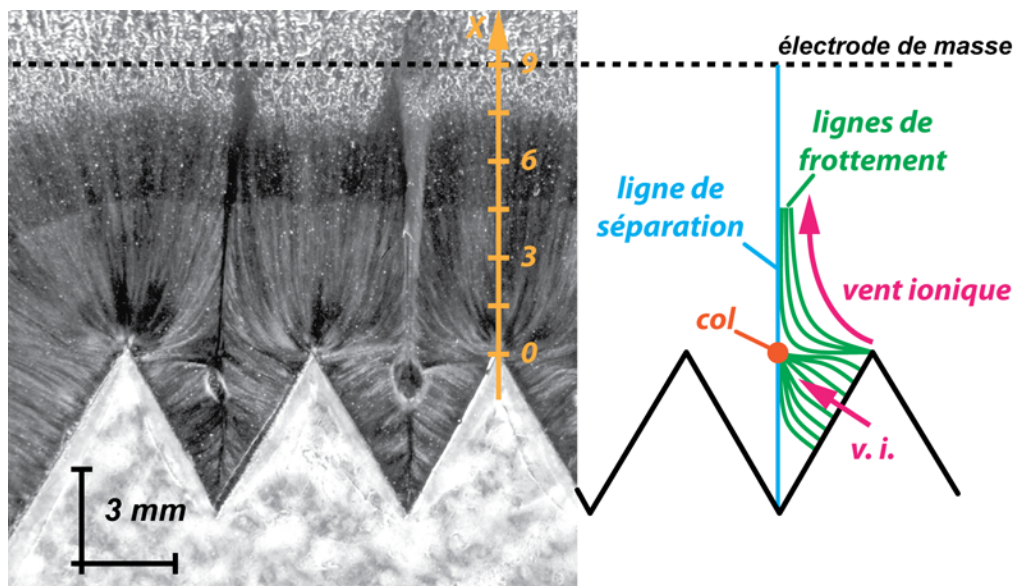 X
9
6
3
0
3 mm
électrode de masse
lignes de
frottement
ligne de
séparation
vent ionique
col
v. i.